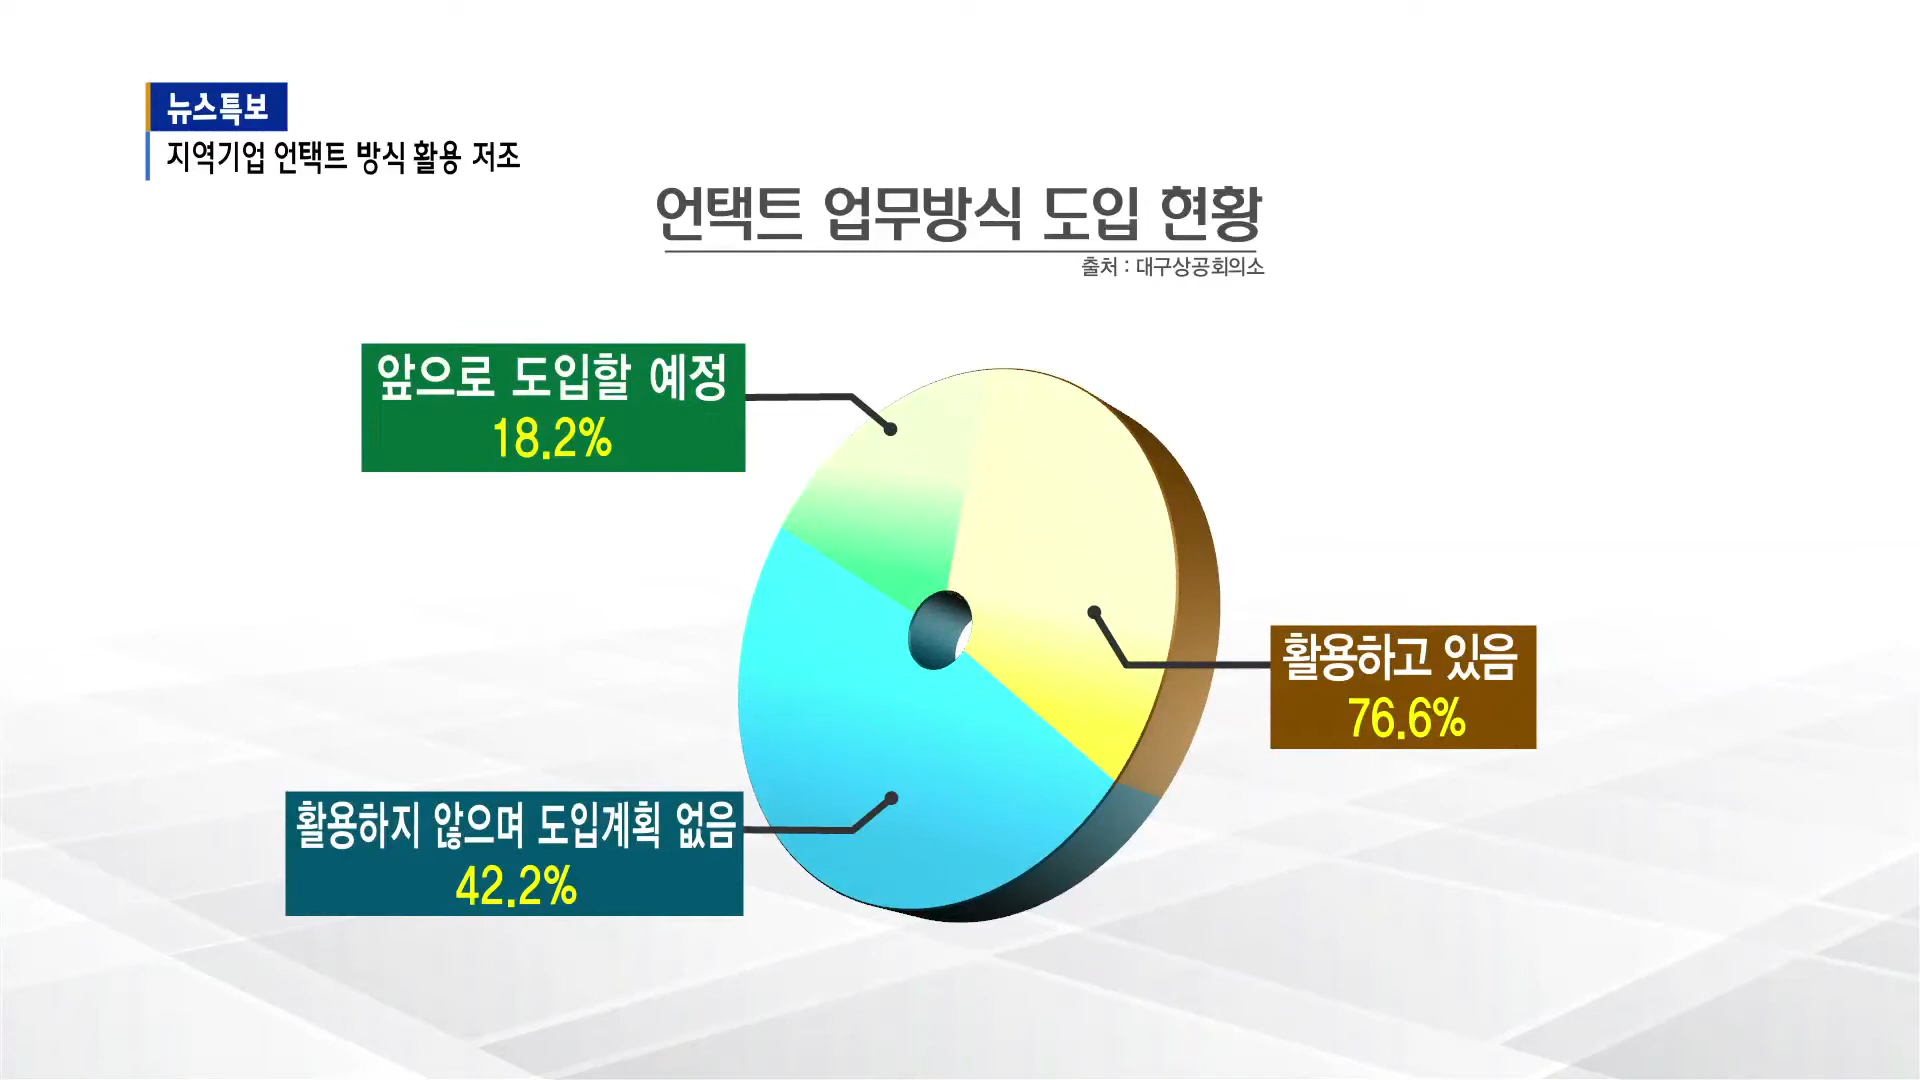 뉴스특보
지역기업 언택트 방식 활용 저조
언택트 업무방식 도입 현황
출처 : 대구상공회의소
앞으로 도입할 예정
18.2%
활용하고 있음
76.6%
활용하지 않으며 도입계획 없음
42.2%